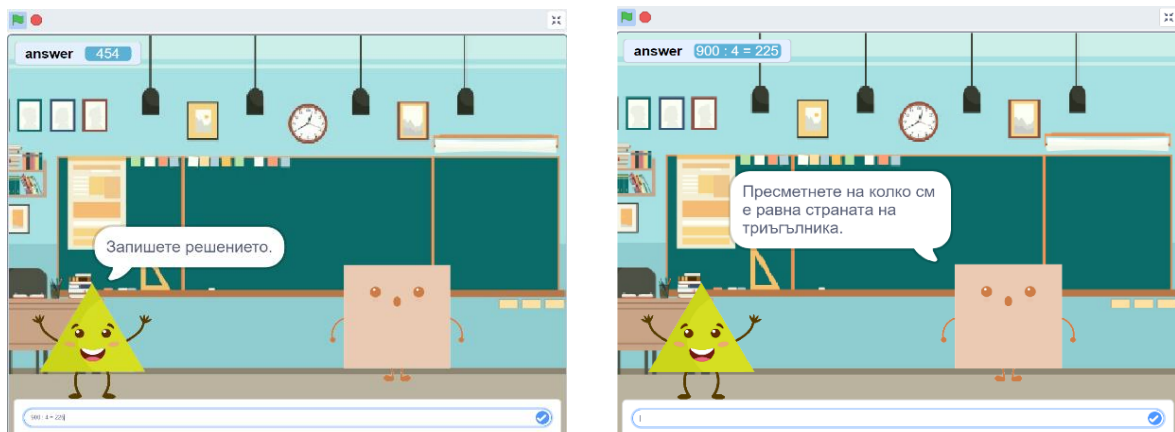 answer 454
Запишете решението.
900 : 4 = 225
answer 900 : 4 = 225
Пресметнете на колко см
е равна страната на
триъгълника.